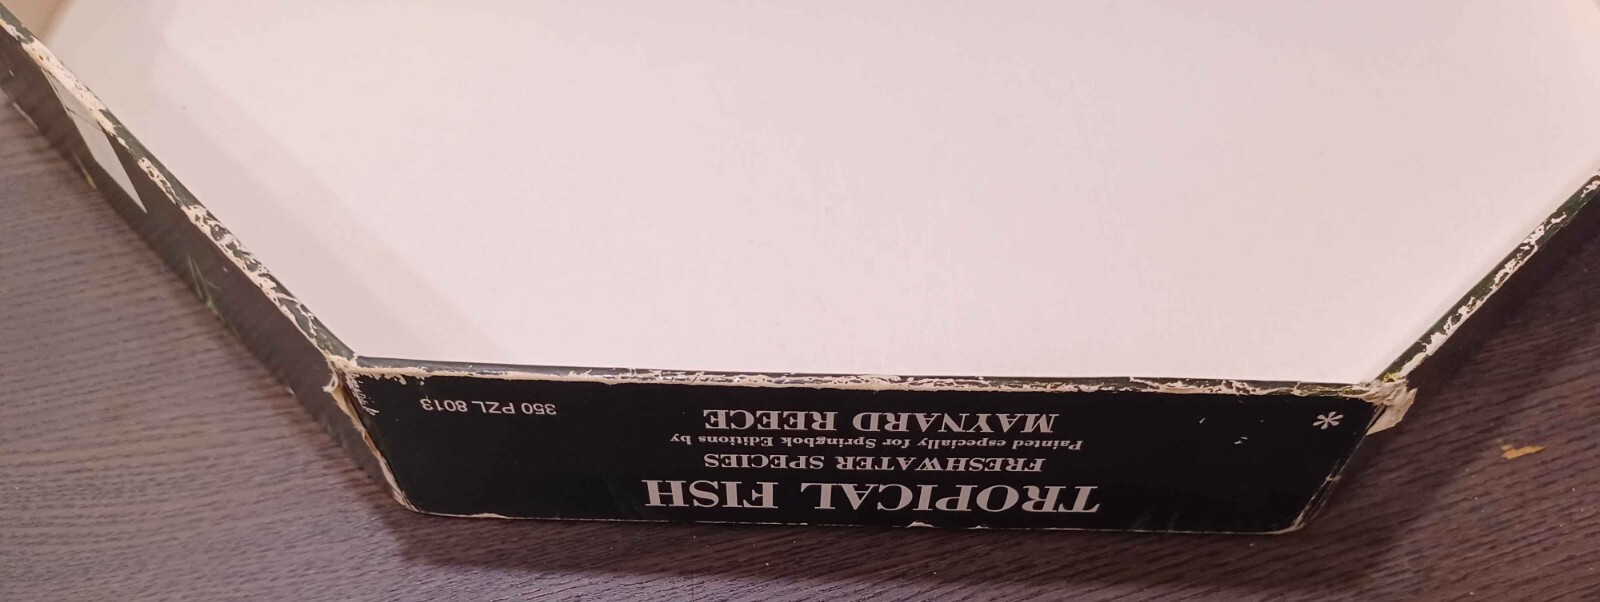 TROPICAL FISH
FRESHWATER SPECIES
Painted especially for Springbok Editions by
MAYNARD REECE
*
350 PZL 8013